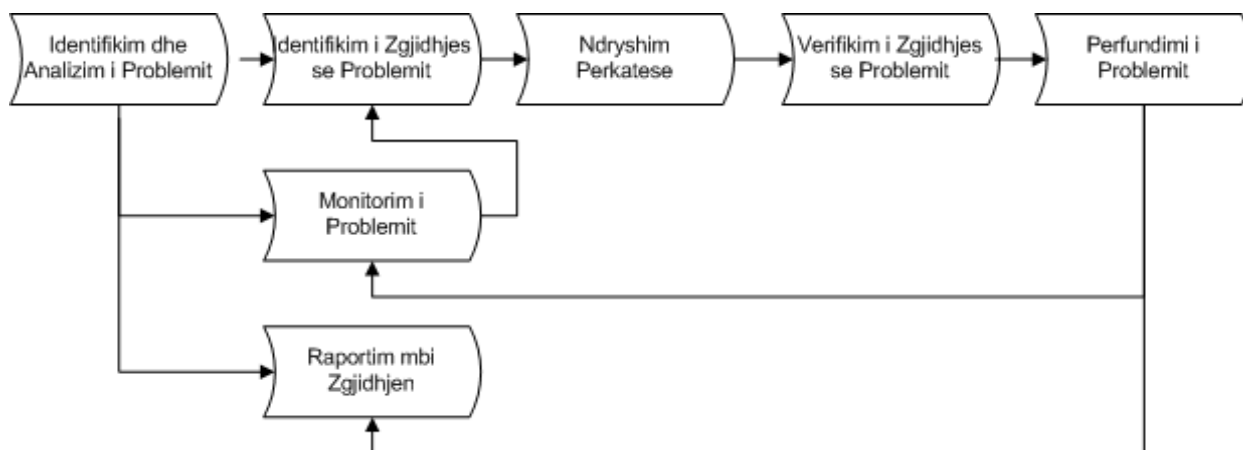 Identifikim dhe
Analizim i Problemit
dentifikim i Zgjidhjes
se Problemit
Ndryshim
Perkatese
Verifikim i Zgjidhjes
se Problemit
Perfundimi i
Problemit
Monitorim i
Problemit
Raportim mbi
Zgjidhjen